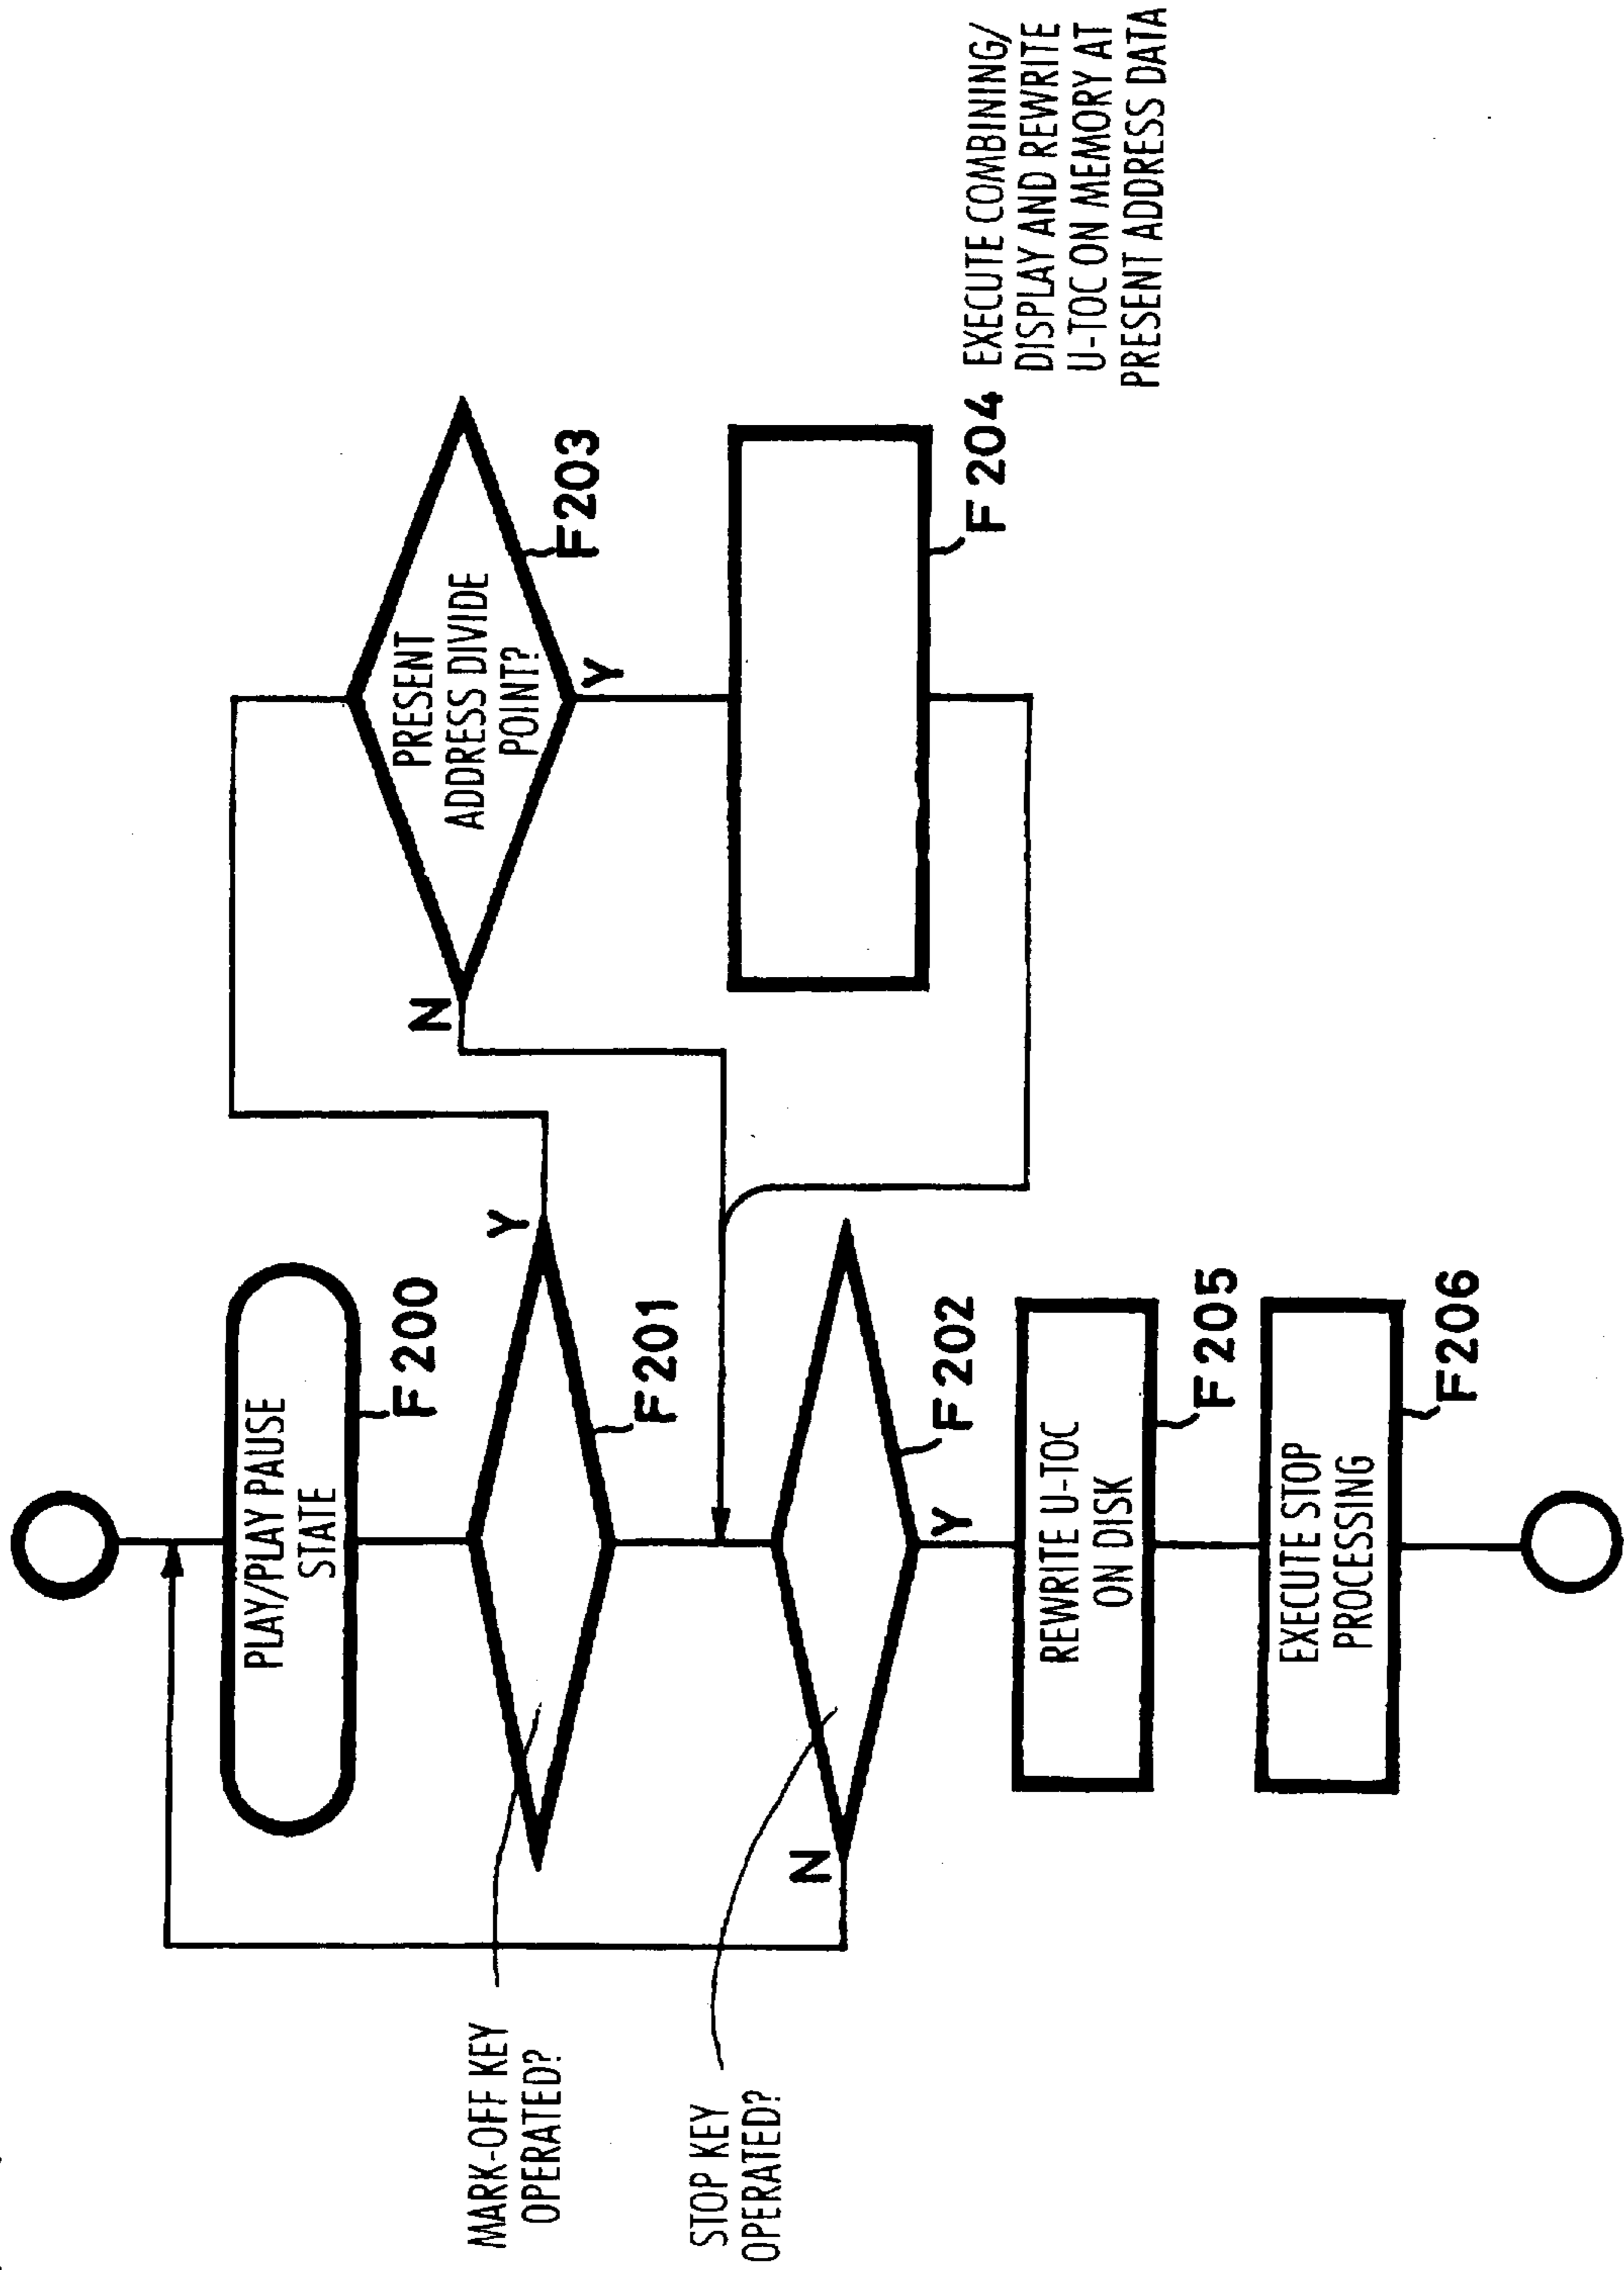 PLAY/PLAY PAUSE
STATE
F200
MARK-OFF KEY
OPERATED?
Y
F201
PRESENT
ADDRESS DIVIDE
POINT?
N
Y
F203
F204
EXECUTE COMBINING/
DISPLAY AND REWRITE
U-TOC ON MEMORY AT
PRESENT ADDRESS DATA
STOP KEY
OPERATED?
N
Y
F202
REWRITE U-TOC
ON DISK
F205
EXECUTE STOP
PROCESSING
F206